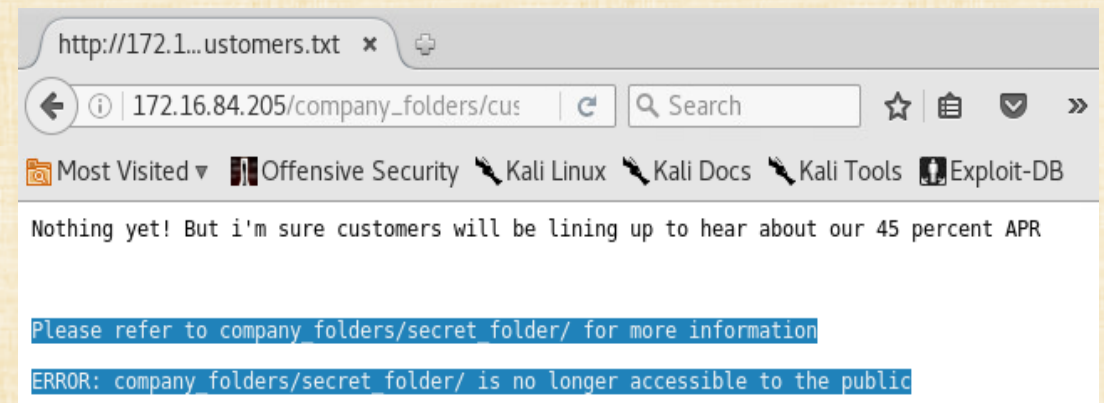 http://172.1...ustomers.txt ×
172.16.84.205/company_folders/cus Search
Most Visited Offensive Security Kali Linux Kali Docs Kali Tools Exploit-DB
Nothing yet! But i'm sure customers will be lining up to hear about our 45 percent APR
Please refer to company_folders/secret_folder/ for more information
ERROR: company_folders/secret_folder/ is no longer accessible to the public